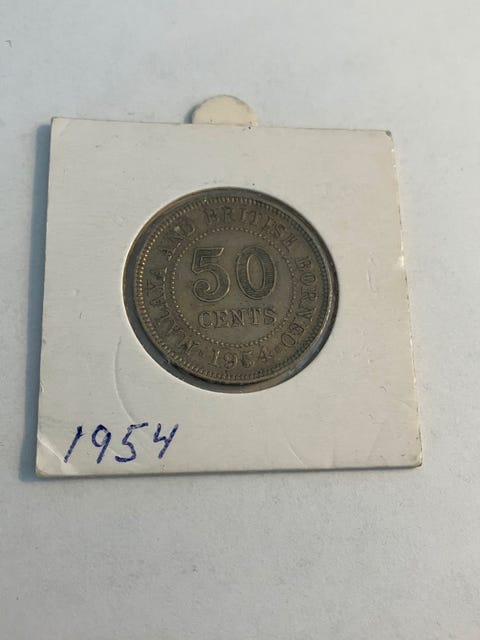 MALAYA AND BRITISH BORNEO
50
CENTS
1954
1954